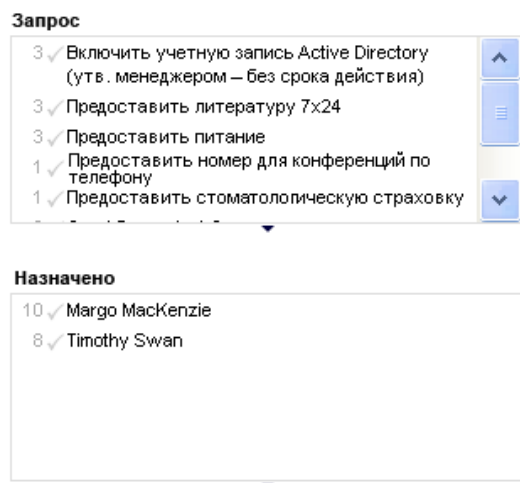 Запрос
3 Включить учетную запись Active Directory
(утв. менеджером – без срока действия)
3 Предоставить литературу 7x24
3 Предоставить питание
1 Предоставить номер для конференций по
телефону
1 Предоставить стоматологическую страховку
Назначено
10 Margo MacKenzie
8 Timothy Swan